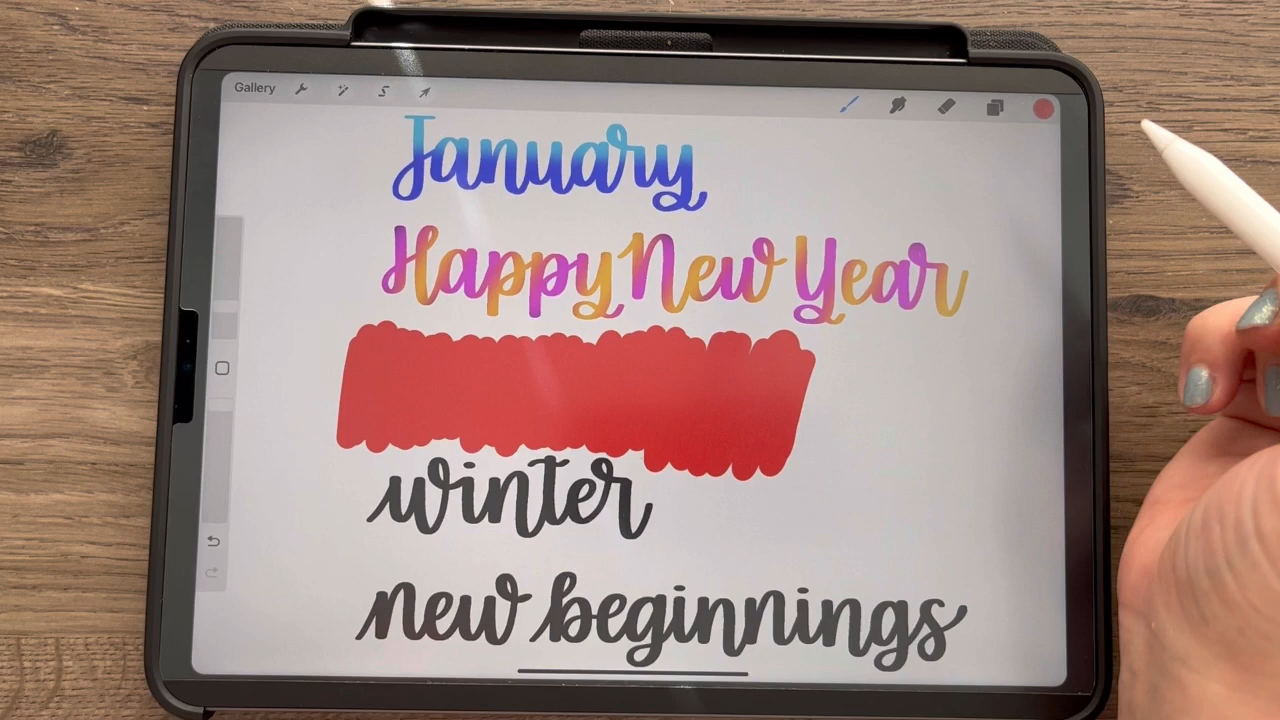 Gallery
January
Happy New Year
winter
new beginnings